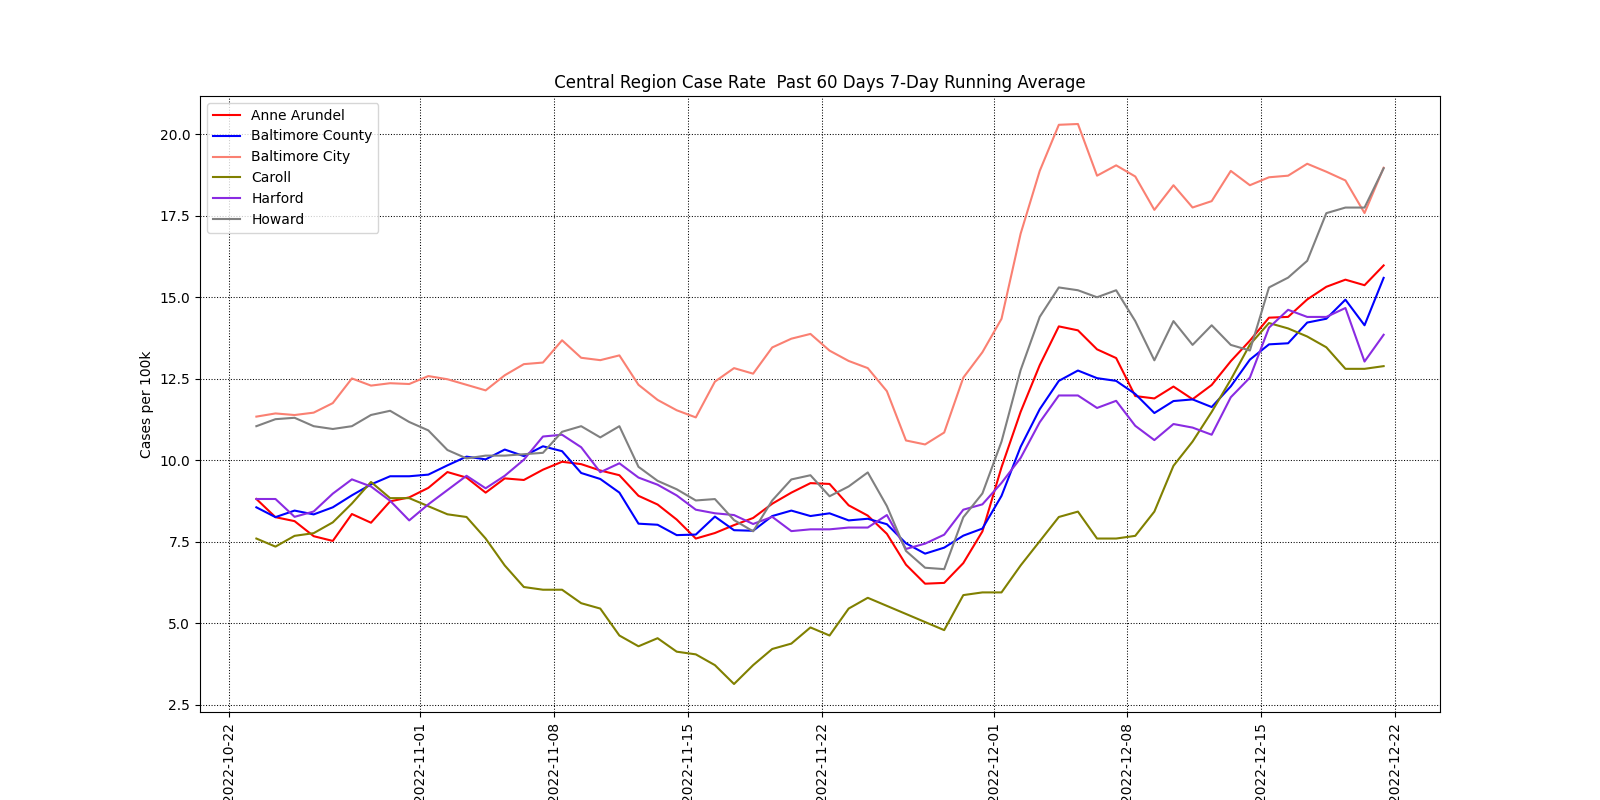 Central Region Case Rate  Past 60 Days 7-Day Running Average
Anne Arundel
Baltimore County
Baltimore City
Caroll
Harford
Howard
Cases per 100k
20.0
17.5
15.0
12.5
10.0
7.5
5.0
2.5
2022-10-22
2022-11-01
2022-11-08
2022-11-15
2022-11-22
2022-12-01
2022-12-08
2022-12-15
2022-12-22